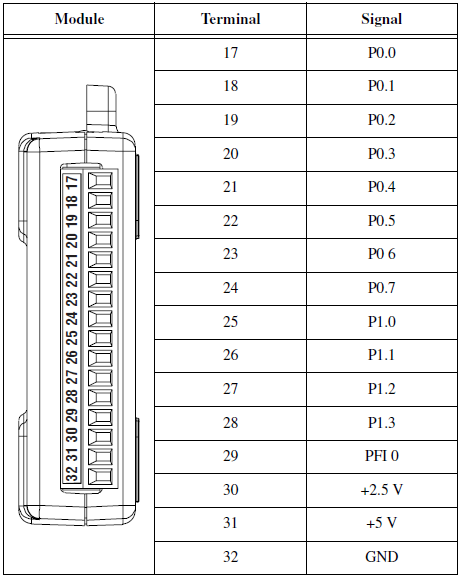 Module Terminal Signal
17 P0.0
18 P0.1
19 P0.2
20 P0.3
21 P0.4
22 P0.5
23 P0 6
24 P0.7
25 P1.0
26 P1.1
27 P1.2
28 P1.3
29 PFI 0
30 +2.5 V
31 +5 V
32 GND
32 31 30 29 28 27 26 25 24 23 22 21 20 19 18 17